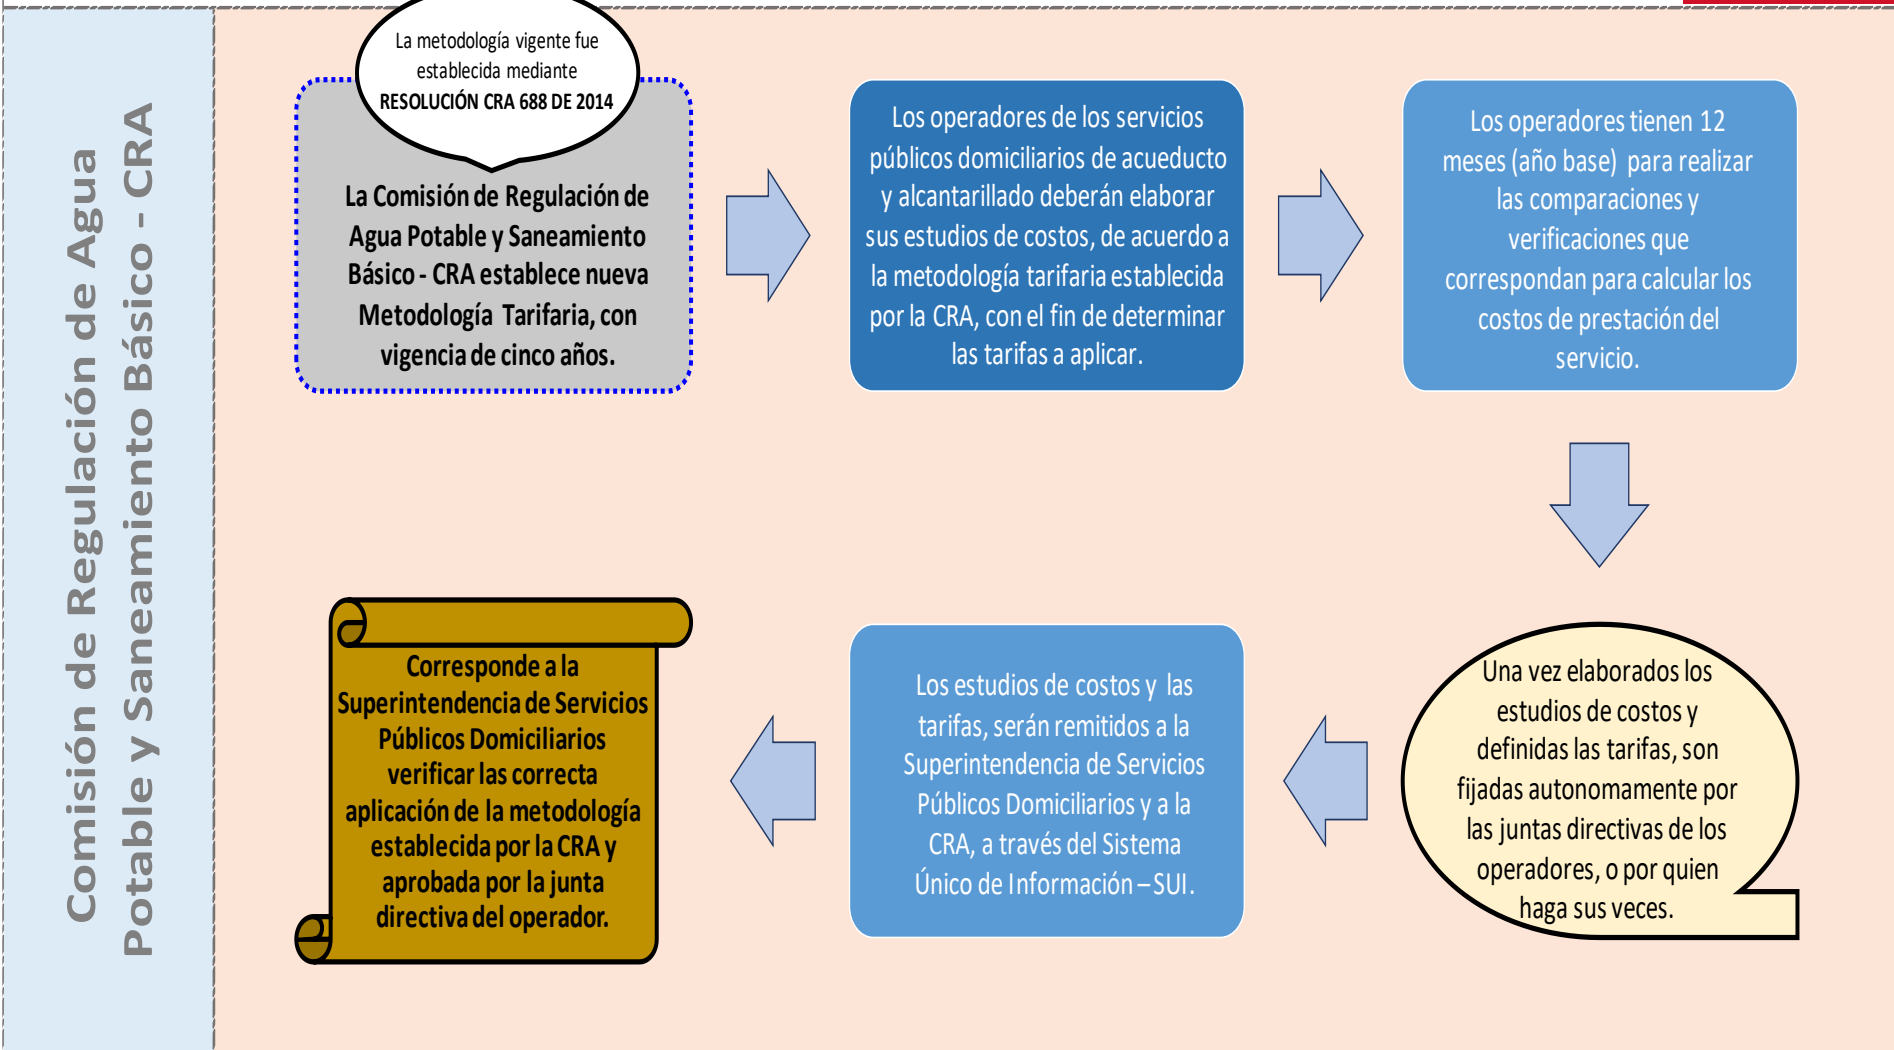 Comisión de Regulación de Agua
Potable y Saneamiento Básico - CRA
La metodología vigente fue
establecida mediante
RESOLUCIÓN CRA 688 DE 2014
La Comisión de Regulación de
Agua Potable y Saneamiento
Básico - CRA establece nueva
Metodología Tarifaria, con
vigencia de cinco años.
Los operadores de los servicios
públicos domiciliarios de acueducto
y alcantarillado deberán elaborar
sus estudios de costos, de acuerdo a
la metodología tarifaria establecida
por la CRA, con el fin de determinar
las tarifas a aplicar.
Los operadores tienen 12
meses (año base) para realizar
las comparaciones y
verificaciones que
correspondan para calcular los
costos de prestación del
servicio.
Una vez elaborados los
estudios de costos y
definidas las tarifas, son
fijadas autonomamente por
las juntas directivas de los
operadores, o por quien
haga sus veces.
Los estudios de costos y las
tarifas, serán remitidos a la
Superintendencia de Servicios
Públicos Domiciliarios y a la
CRA, a través del Sistema
Único de Información – SUI.
Corresponde a la
Superintendencia de Servicios
Públicos Domiciliarios
verificar las correcta
aplicación de la metodología
establecida por la CRA y
aprobada por la junta
directiva del operador.